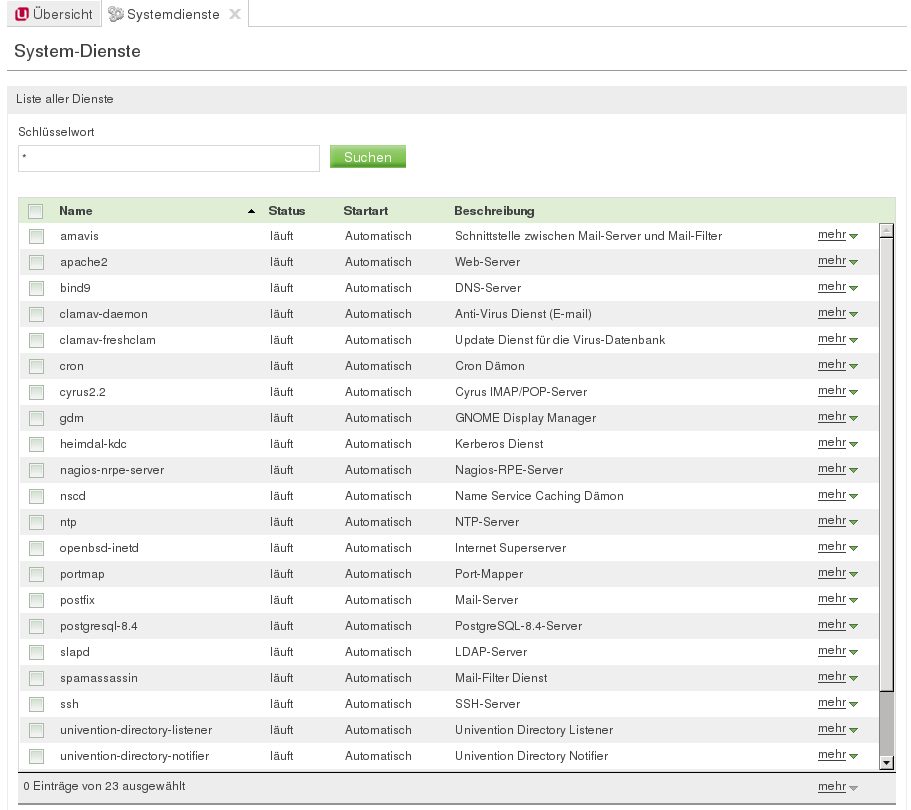 Übersicht Systemdienste
System-Dienste
Liste aller Dienste
Schlüsselwort
* Suchen
Name Status Startart Beschreibung
amavis läuft Automatisch Schnittstelle zwischen Mail-Server und Mail-Filter mehr
apache2 läuft Automatisch Web-Server mehr
bind9 läuft Automatisch DNS-Server mehr
clamav-daemon läuft Automatisch Anti-Virus Dienst (E-mail) mehr
clamav-freshclam läuft Automatisch Update Dienst für die Virus-Datenbank mehr
cron läuft Automatisch Cron Dämon mehr
cyrus2.2 läuft Automatisch Cyrus IMAP/POP-Server mehr
gdm läuft Automatisch GNOME Display Manager mehr
heimdal-kdc läuft Automatisch Kerberos Dienst mehr
nagios-nrpe-server läuft Automatisch Nagios-RPE-Server mehr
nscd läuft Automatisch Name Service Caching Dämon mehr
ntp läuft Automatisch NTP-Server mehr
openbsd-inetd läuft Automatisch Internet Superserver mehr
portmap läuft Automatisch Port-Mapper mehr
postfix läuft Automatisch Mail-Server mehr
postgresql-8.4 läuft Automatisch PostgreSQL-8.4-Server mehr
slapd läuft Automatisch LDAP-Server mehr
spamassassin läuft Automatisch Mail-Filter Dienst mehr
ssh läuft Automatisch SSH-Server mehr
univention-directory-listener läuft Automatisch Univention Directory Listener mehr
univention-directory-notifier läuft Automatisch Univention Directory Notifier mehr
0 Einträge von 23 ausgewählt mehr